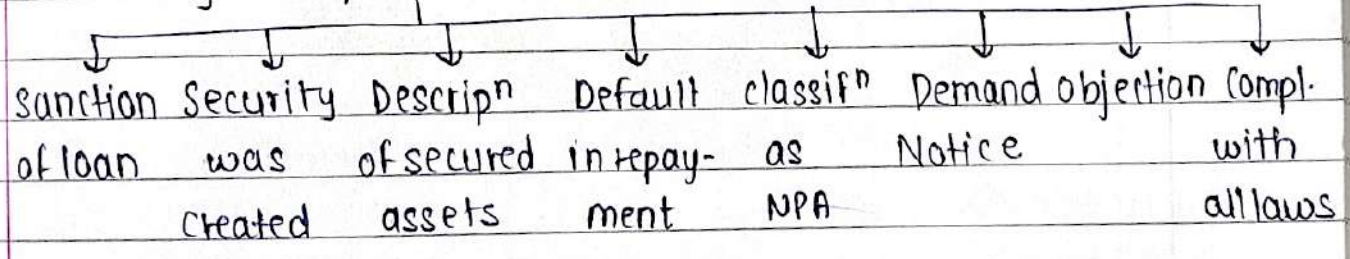 Sanction Security Descripⁿ Default classifⁿ Demand objection Compl.
of loan was of secured in repay- as Notice with
Created assets ment NPA all laws